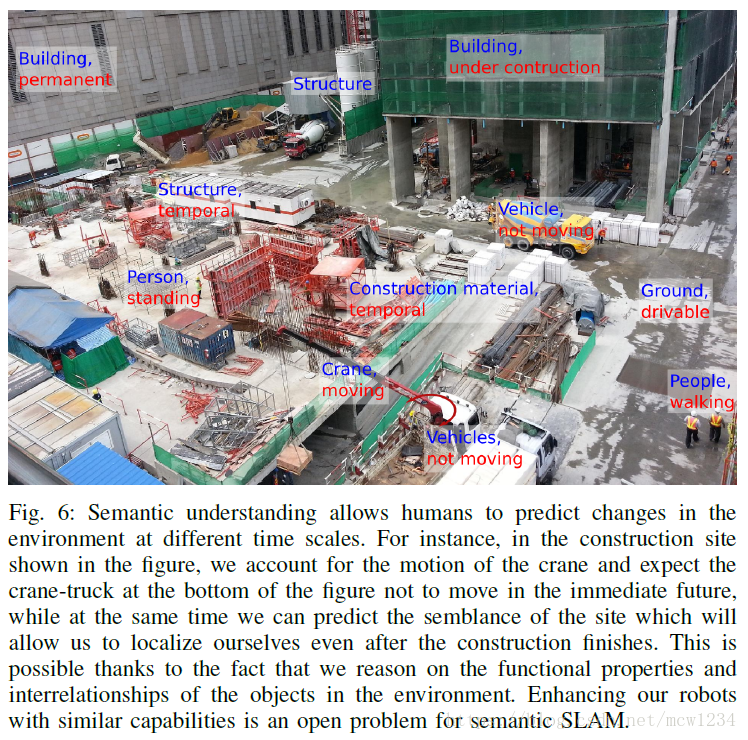 Building,
permanent
Building,
under contruction
Structure
Structure,
temporal
Vehicle,
not moving
Person,
standing
Construction material,
temporal
Ground,
drivable
Crane,
moving
People,
walking
Vehicles,
not moving
Fig. 6: Semantic understanding allows humans to predict changes in the
environment at different time scales. For instance, in the construction site
shown in the figure, we account for the motion of the crane and expect the
crane-truck at the bottom of the figure not to move in the immediate future,
while at the same time we can predict the semblance of the site which will
allow us to localize ourselves even after the construction finishes. This is
possible thanks to the fact that we reason on the functional properties and
interrelationships of the objects in the environment. Enhancing our robots
with similar capabilities is an open problem for semantic SLAM.